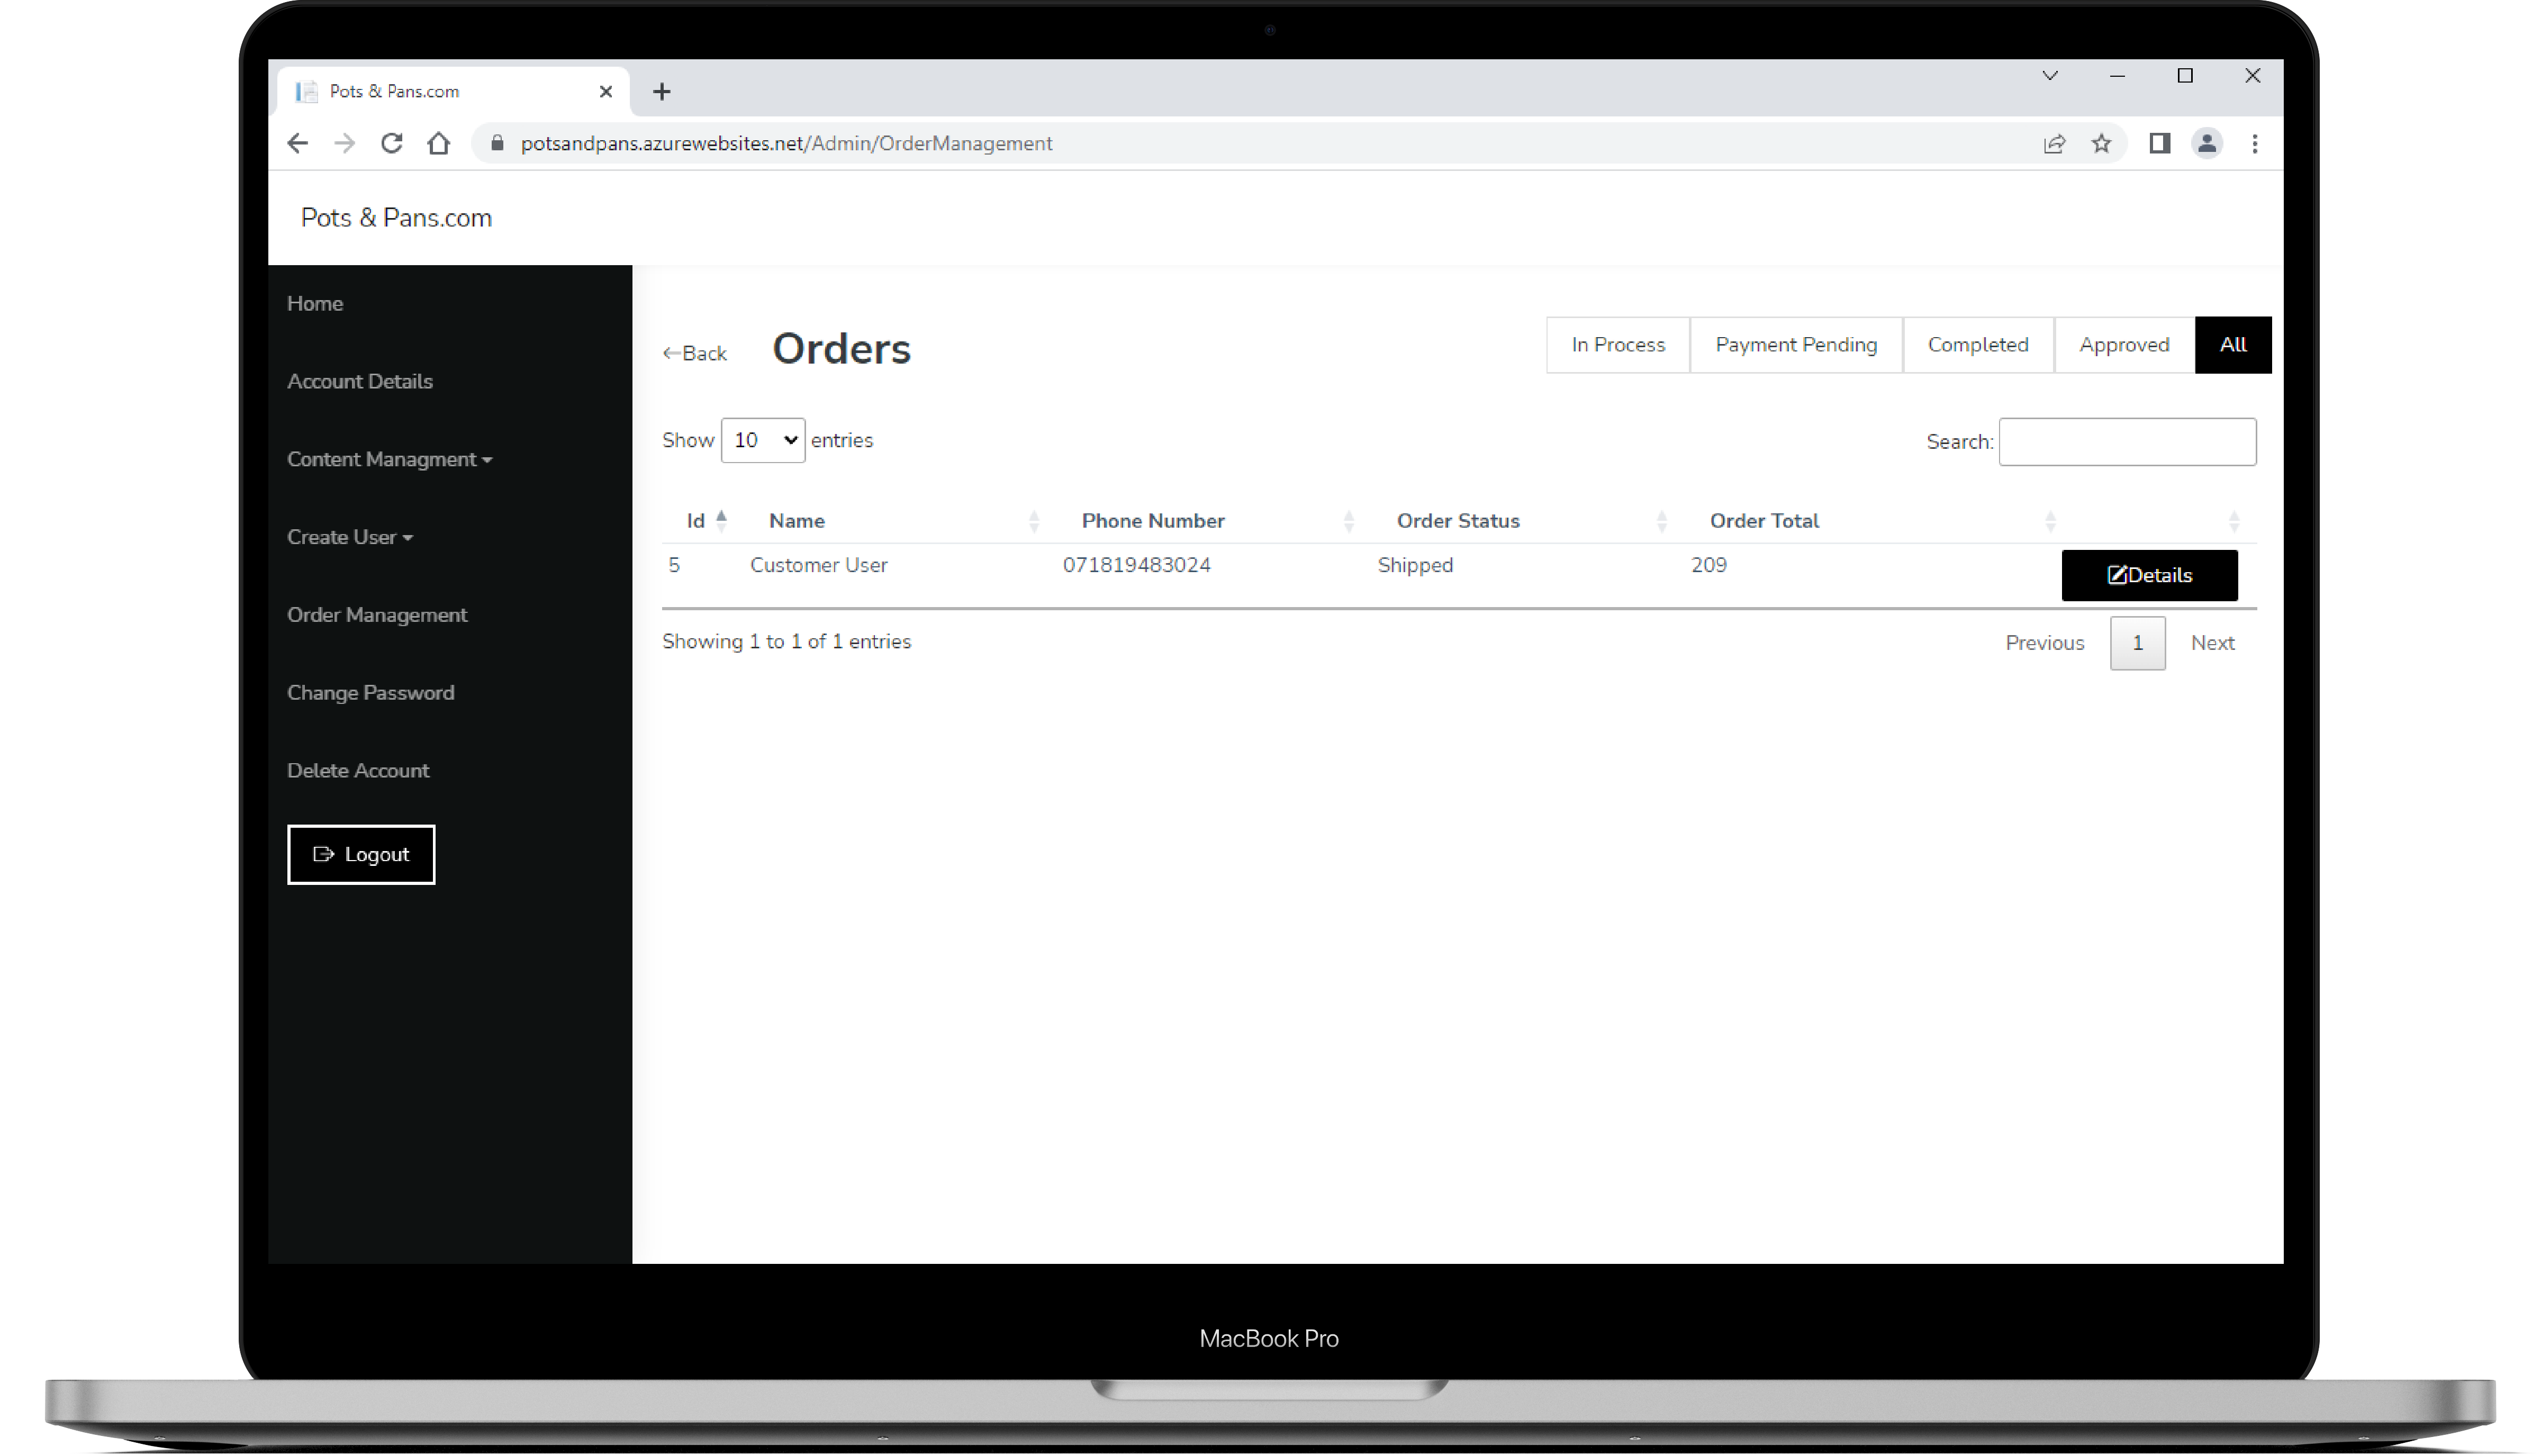 Pots & Pans.com
potsandpans.azurewebsites.net/Admin/OrderManagement
Pots & Pans.com
Home
Account Details
Content Managment
Create User
Order Management
Change Password
Delete Account
Logout
←Back Orders
In Process Payment Pending Completed Approved All
Show 10 entries Search:
Id Name Phone Number Order Status Order Total
5 Customer User 071819483024 Shipped 209 Details
Showing 1 to 1 of 1 entries Previous 1 Next
MacBook Pro